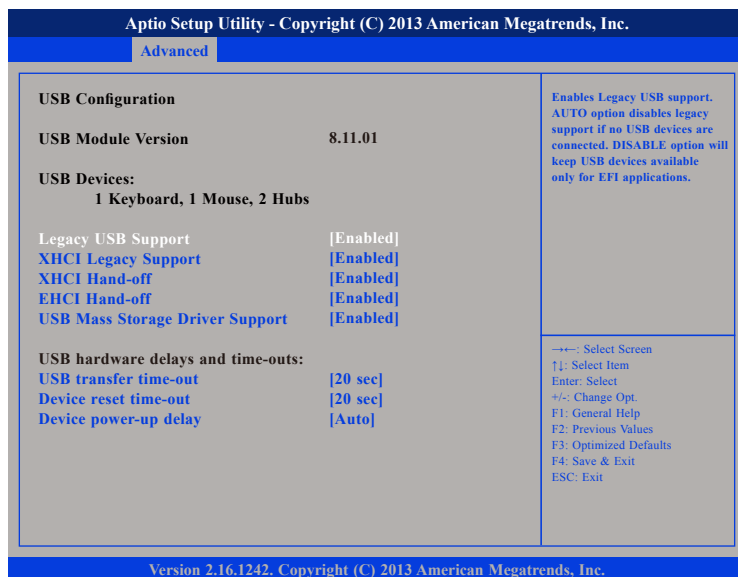 Aptio Setup Utility - Copyright (C) 2013 American Megatrends, Inc.
Advanced
USB Configuration
USB Module Version 8.11.01
USB Devices:
1 Keyboard, 1 Mouse, 2 Hubs
Legacy USB Support [Enabled]
XHCI Legacy Support [Enabled]
XHCI Hand-off [Enabled]
EHCI Hand-off [Enabled]
USB Mass Storage Driver Support [Enabled]
USB hardware delays and time-outs:
USB transfer time-out [20 sec]
Device reset time-out [20 sec]
Device power-up delay [Auto]
Enables Legacy USB support.
AUTO option disables legacy
support if no USB devices are
connected. DISABLE option will
keep USB devices available
only for EFI applications.
→←: Select Screen
↑↓: Select Item
Enter: Select
+/-: Change Opt.
F1: General Help
F2: Previous Values
F3: Optimized Defaults
F4: Save & Exit
ESC: Exit
Version 2.16.1242. Copyright (C) 2013 American Megatrends, Inc.